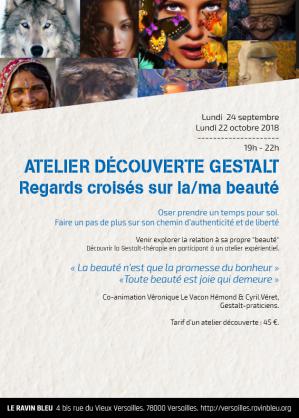 Lundi 24 septembre
Lundi 22 octobre 2018
---------------------
19h - 22h
ATELIER DÉCOUVERTE GESTALT
Regards croisés sur la/ma beauté
Oser prendre un temps pour soi.
Faire un pas de plus sur son chemin d'authenticité et de liberté
Venir explorer la relation à sa propre "beauté"
Découvrir la Gestalt-thérapie en participant à un atelier expérientiel.
« La beauté n'est que la promesse du bonheur »
«Toute beauté est joie qui demeure »
Co-animation Véronique Le Vacon Hémond & Cyril.Véret,
Gestalt-praticiens.
Tarif d'un atelier découverte : 45 €.
LE RAVIN BLEU 4 bis rue du Vieux Versailles. 78000 Versailles. http://versailles.ravinbleu.org